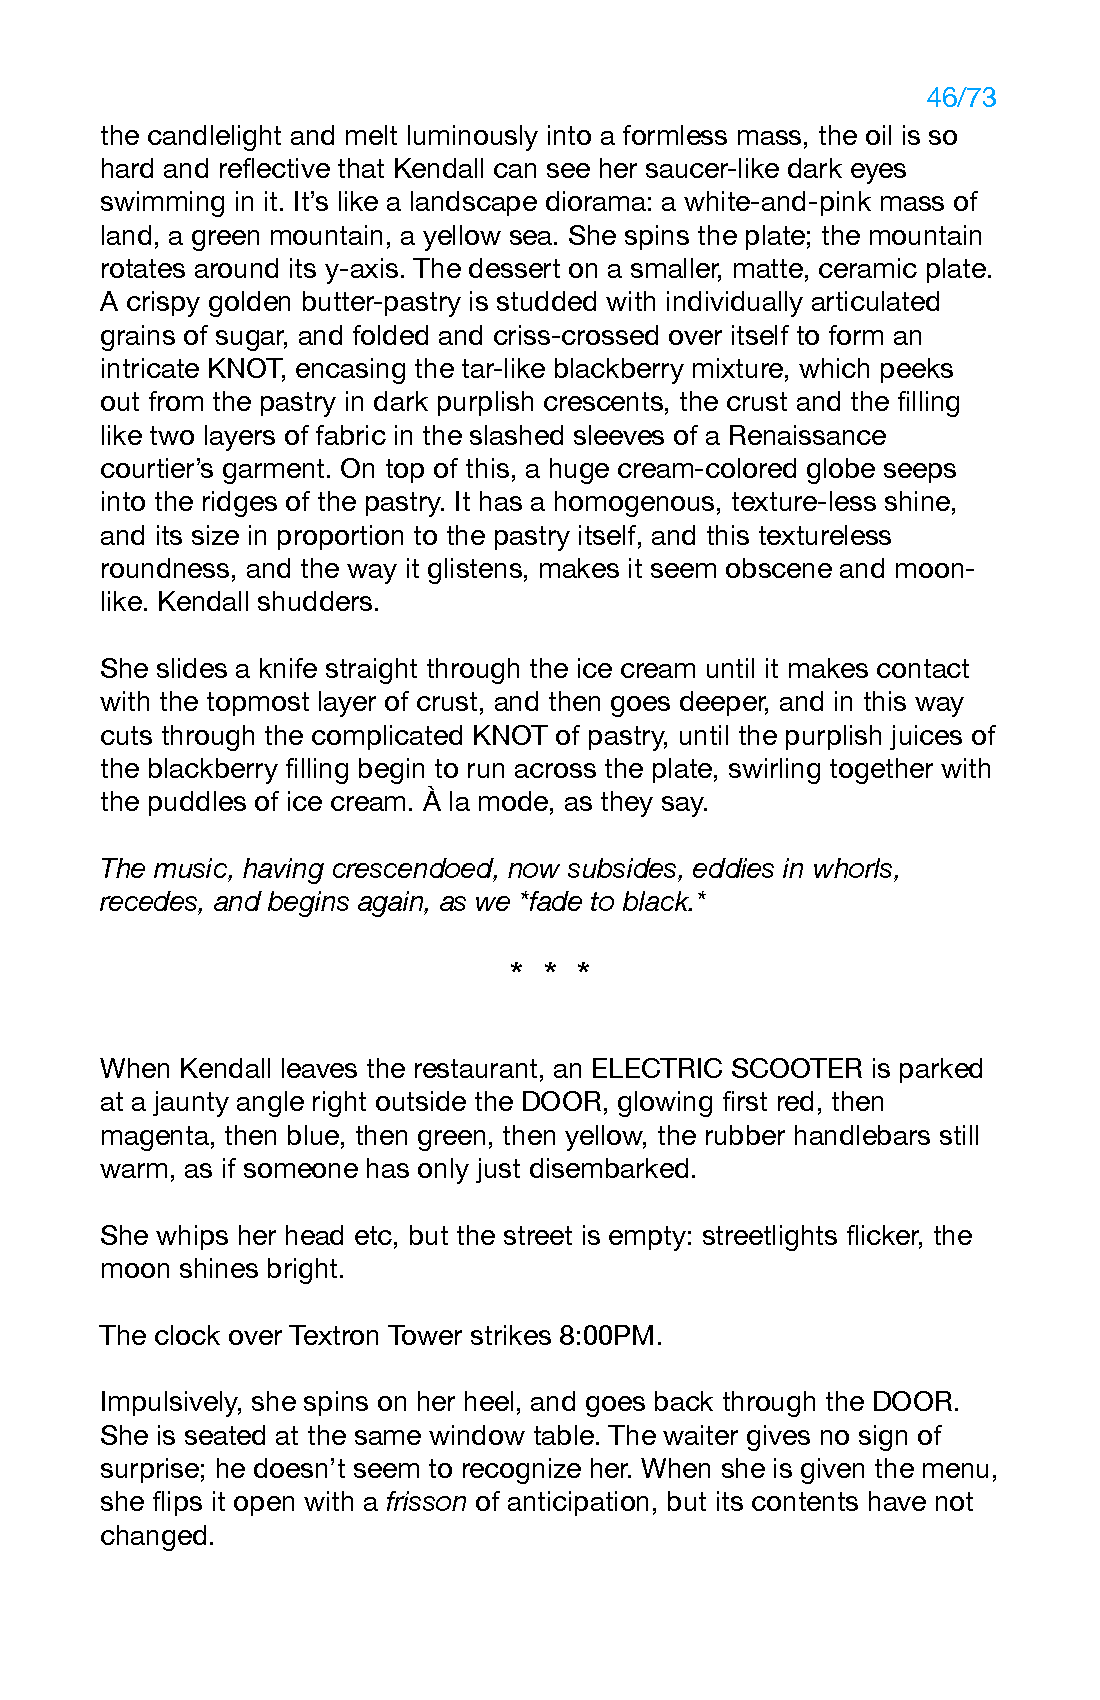 46/73
the candlelight and melt luminously into a formless mass, the oil is so
hard and reflective that Kendall can see her saucer-like dark eyes
swimming in it. It’s like a landscape diorama: a white-and-pink mass of
land, a green mountain, a yellow sea. She spins the plate; the mountain
rotates around its y-axis. The dessert on a smaller, matte, ceramic plate.
A crispy golden butter-pastry is studded with individually articulated
grains of sugar, and folded and criss-crossed over itself to form an
intricate KNOT, encasing the tar-like blackberry mixture, which peeks
out from the pastry in dark purplish crescents, the crust and the filling
like two layers of fabric in the slashed sleeves of a Renaissance
courtier’s garment. On top of this, a huge cream-colored globe seeps
into the ridges of the pastry. It has a homogenous, texture-less shine,
and its size in proportion to the pastry itself, and this textureless
roundness, and the way it glistens, makes it seem obscene and moon-
like. Kendall shudders.
She slides a knife straight through the ice cream until it makes contact
with the topmost layer of crust, and then goes deeper, and in this way
cuts through the complicated KNOT of pastry, until the purplish juices of
the blackberry filling begin to run across the plate, swirling together with
the puddles of ice cream. À la mode, as they say.
The music, having crescendoed, now subsides, eddies in whorls,
recedes, and begins again, as we *fade to black.*
* * *
When Kendall leaves the restaurant, an ELECTRIC SCOOTER is parked
at a jaunty angle right outside the DOOR, glowing first red, then
magenta, then blue, then green, then yellow, the rubber handlebars still
warm, as if someone has only just disembarked.
She whips her head etc, but the street is empty: streetlights flicker, the
moon shines bright.
The clock over Textron Tower strikes 8:00PM.
Impulsively, she spins on her heel, and goes back through the DOOR.
She is seated at the same window table. The waiter gives no sign of
surprise; he doesn’t seem to recognize her. When she is given the menu,
she flips it open with a frisson of anticipation, but its contents have not
changed.